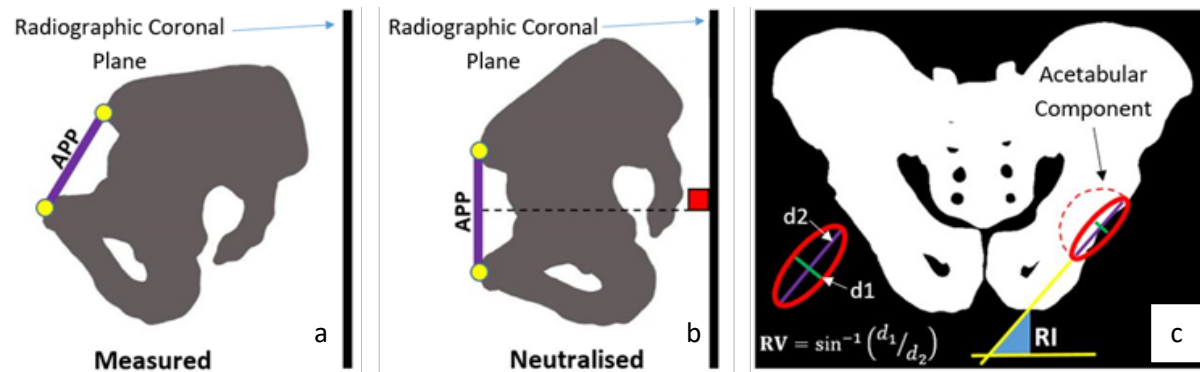 Radiographic Coronal
Plane
APP
Measured
a
Radiographic Coronal
Plane
APP
Neutralised
b
Acetabular
Component
d2
d1
RV = sin⁻¹ (d₁/d₂)
RI
c